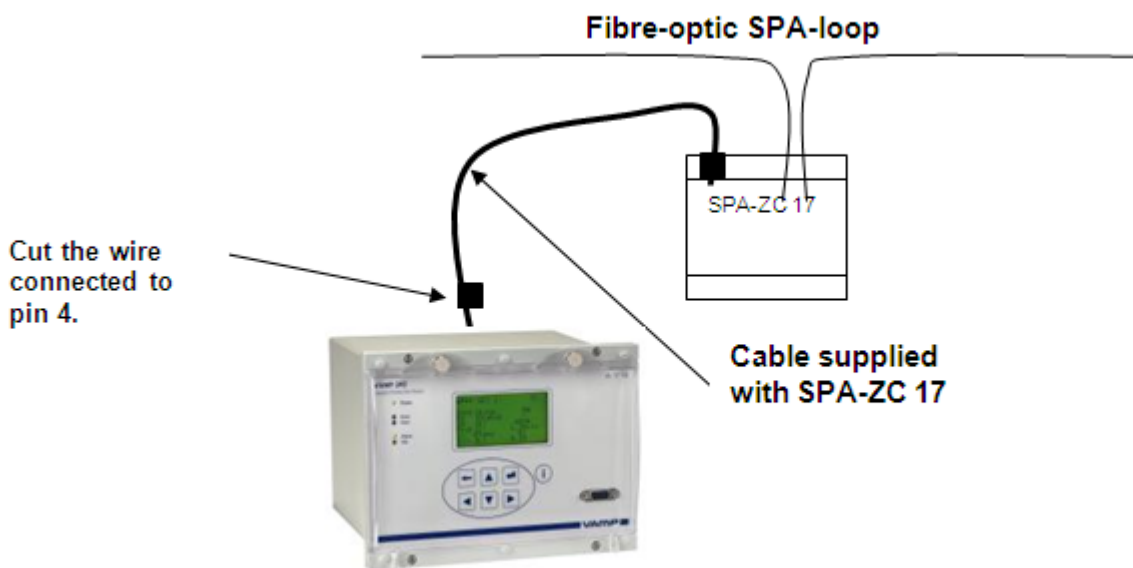 Fibre-optic SPA-loop
SPA-ZC 17
Cut the wire
connected to
pin 4.
Cable supplied
with SPA-ZC 17
VAMP